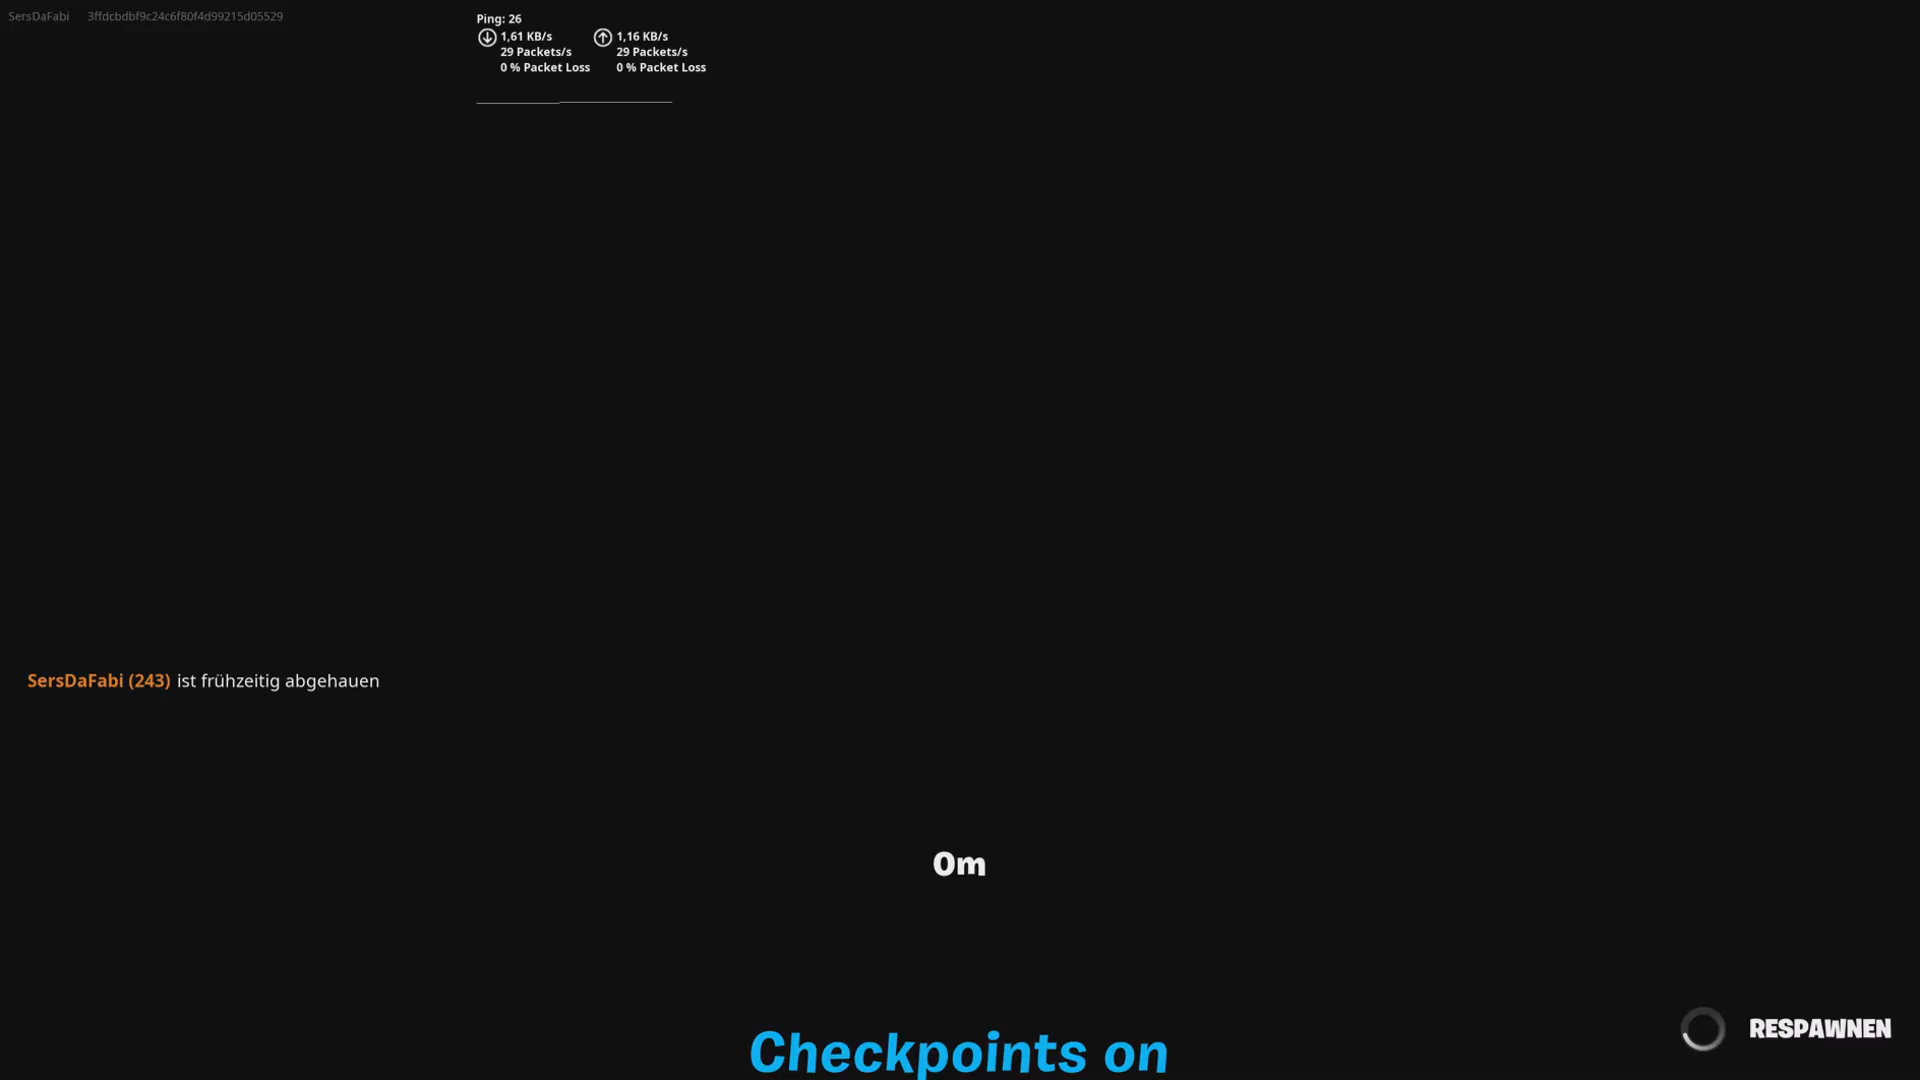 SersDaFabi 3ffdcbdbf9c24c6f80f4d99215d05529
Ping: 26
1,61 KB/s 1,16 KB/s
29 Packets/s 29 Packets/s
0 % Packet Loss 0 % Packet Loss
SersDaFabi (243) ist frühzeitig abgehauen
0m
RESPAWNEN
Checkpoints on